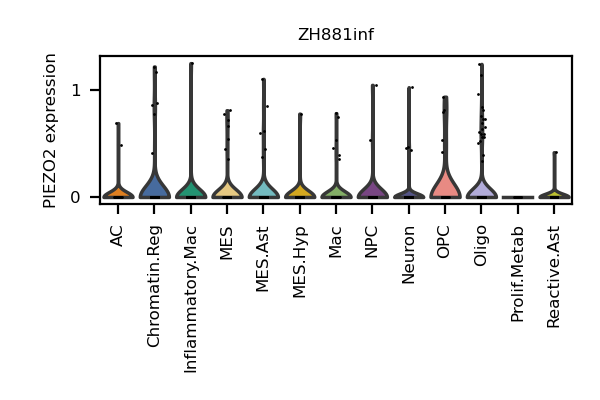 ZH881inf
PIEZO2 expression
1
0
AC
Chromatin.Reg
Inflammatory.Mac
MES
MES.Ast
MES.Hyp
Mac
NPC
Neuron
OPC
Oligo
Prolif.Metab
Reactive.Ast